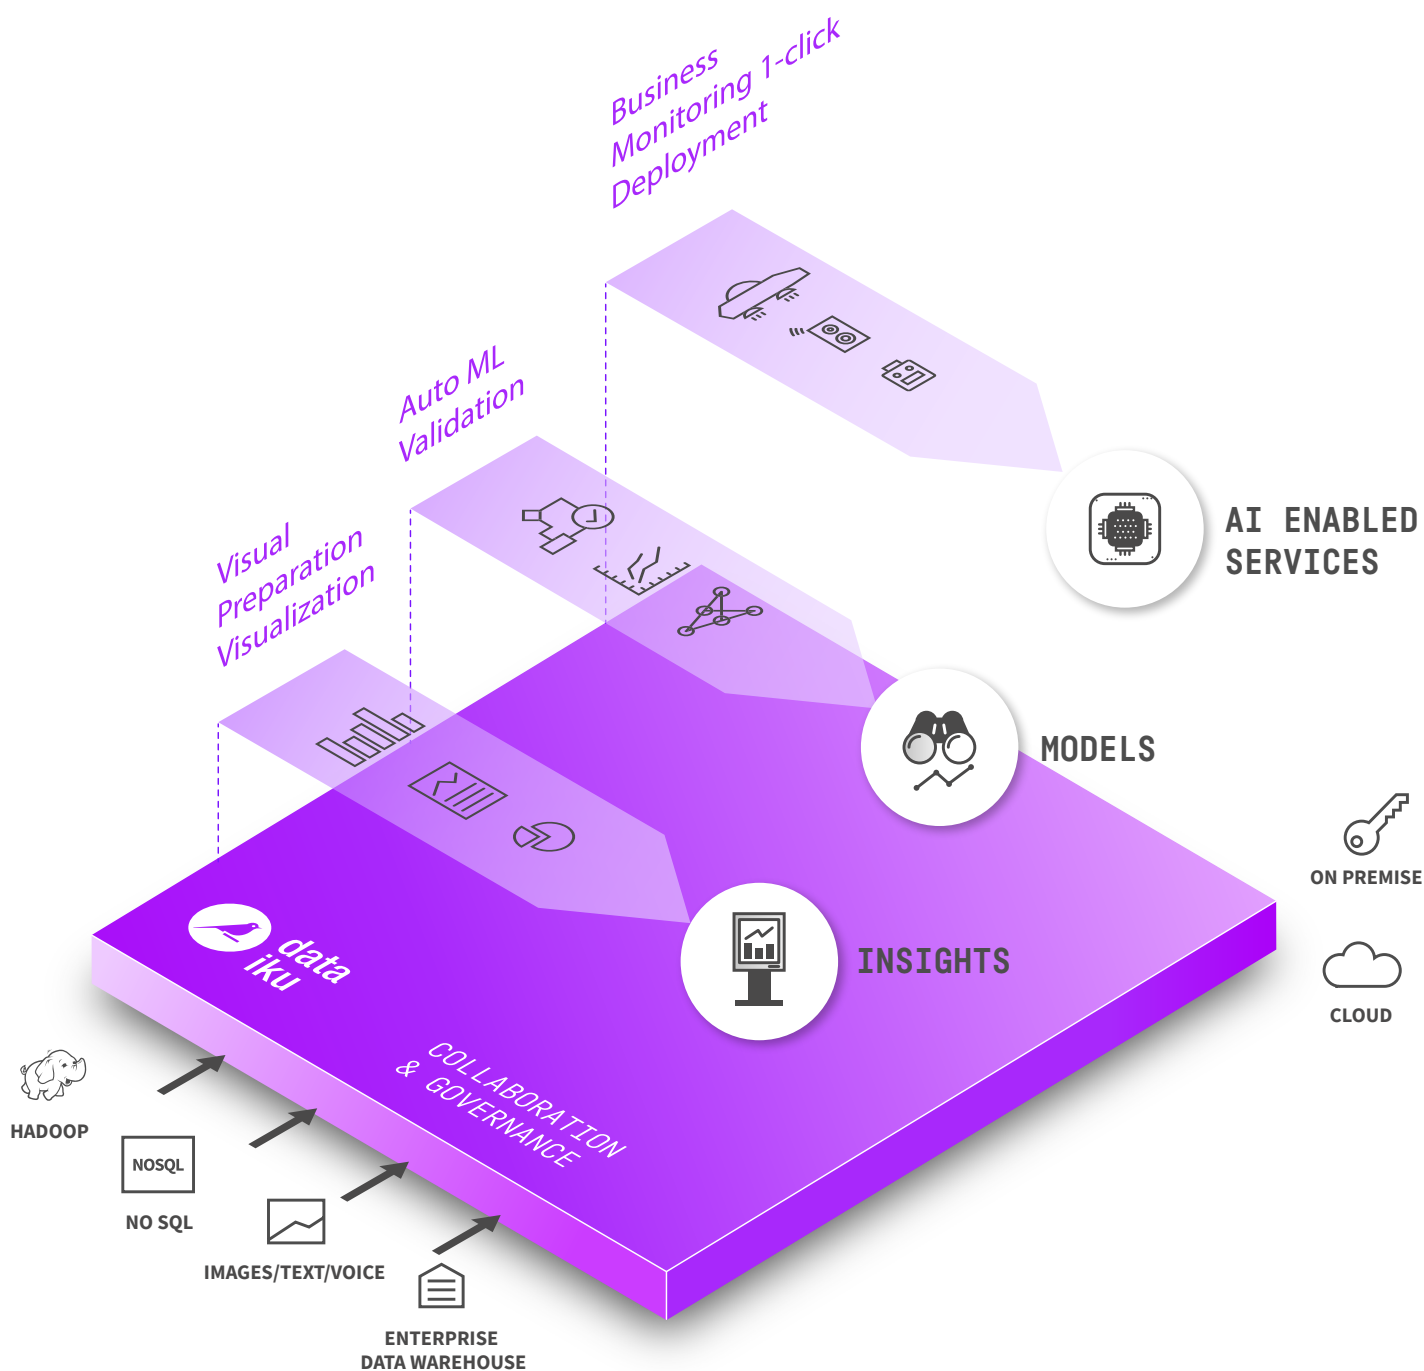 Business
Monitoring 1-click
Deployment
Auto ML
Validation
Visual
Preparation
Visualization
AI ENABLED
SERVICES
MODELS
INSIGHTS
ON PREMISE
CLOUD
data
iku
COLLABORATION
& GOVERNANCE
HADOOP
NOSQL
NO SQL
IMAGES/TEXT/VOICE
ENTERPRISE
DATA WAREHOUSE